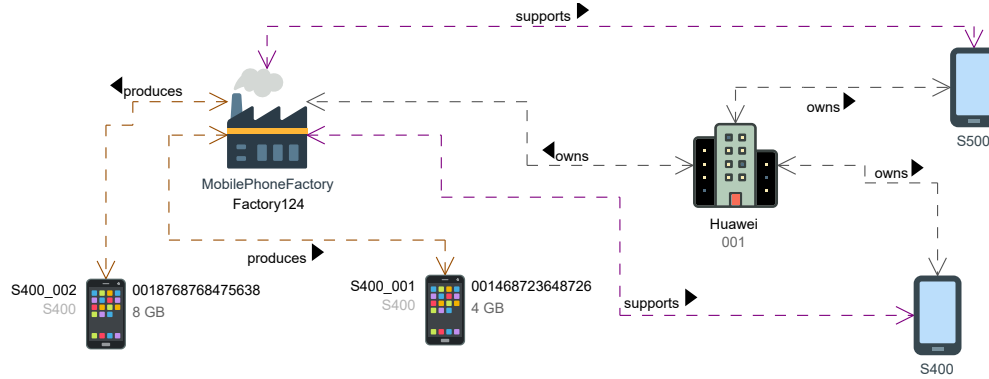 supports
produces
owns
S500
owns
owns
MobilePhoneFactory
Factory124
Huawei
001
produces
S400_002 0018768768475638
S400 8 GB
S400_001 001468723648726
S400 4 GB
supports
S400